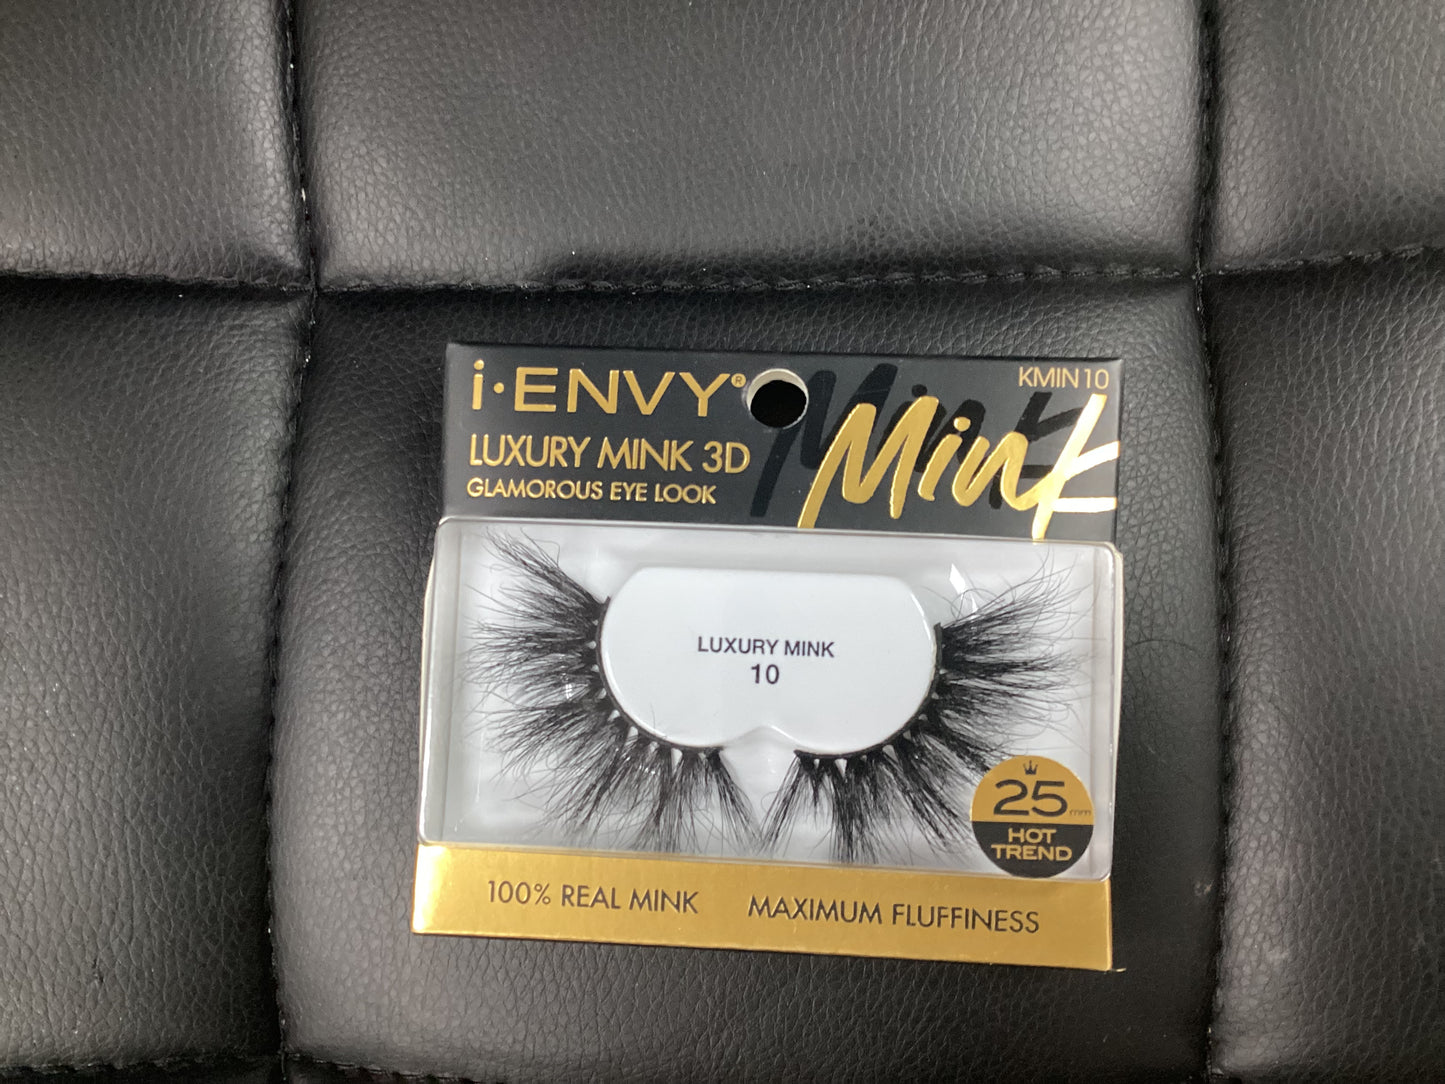 i·ENVY®
LUXURY MINK 3D
GLAMOROUS EYE LOOK
KMIN10
Mink
Mink
LUXURY MINK
10
25mm
HOT
TREND
100% REAL MINK
MAXIMUM FLUFFINESS